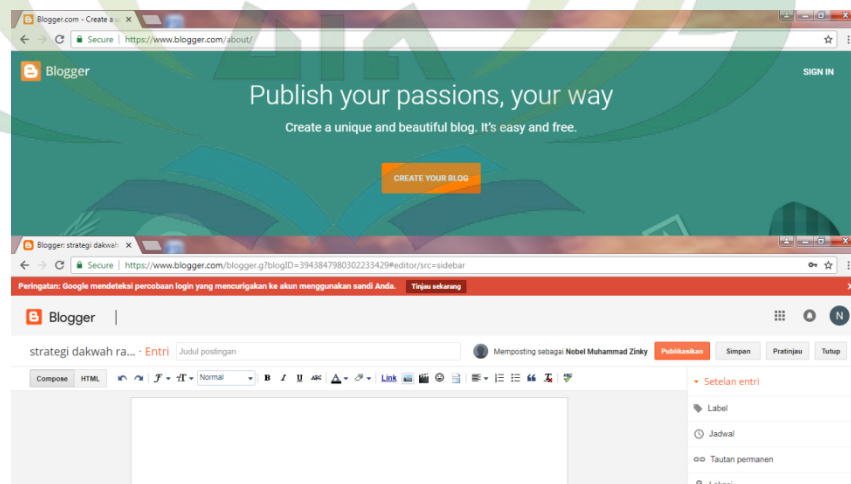 Blogger.com - Create a u
Secure | https://www.blogger.com/about/
Blogger
SIGN IN
Publish your passions, your way
Create a unique and beautiful blog. It's easy and free.
CREATE YOUR BLOG
Blogger: strategi dakwah
Secure | https://www.blogger.com/blogger.g?blogID=3943847980302233429#editor/src=sidebar
Peringatan: Google mendeteksi percobaan login yang mencurigakan ke akun menggunakan sandi Anda. Tinjau sekarang
Blogger
N
strategi dakwah ra... · Entri Judul postingan Memposting sebagai Nobel Muhammad Zinky Publikasikan Simpan Pratinjau Tutup
Compose HTML Normal B I U ABC A Link
Setelan entri
Label
Jadwal
Tautan permanen
Lokasi